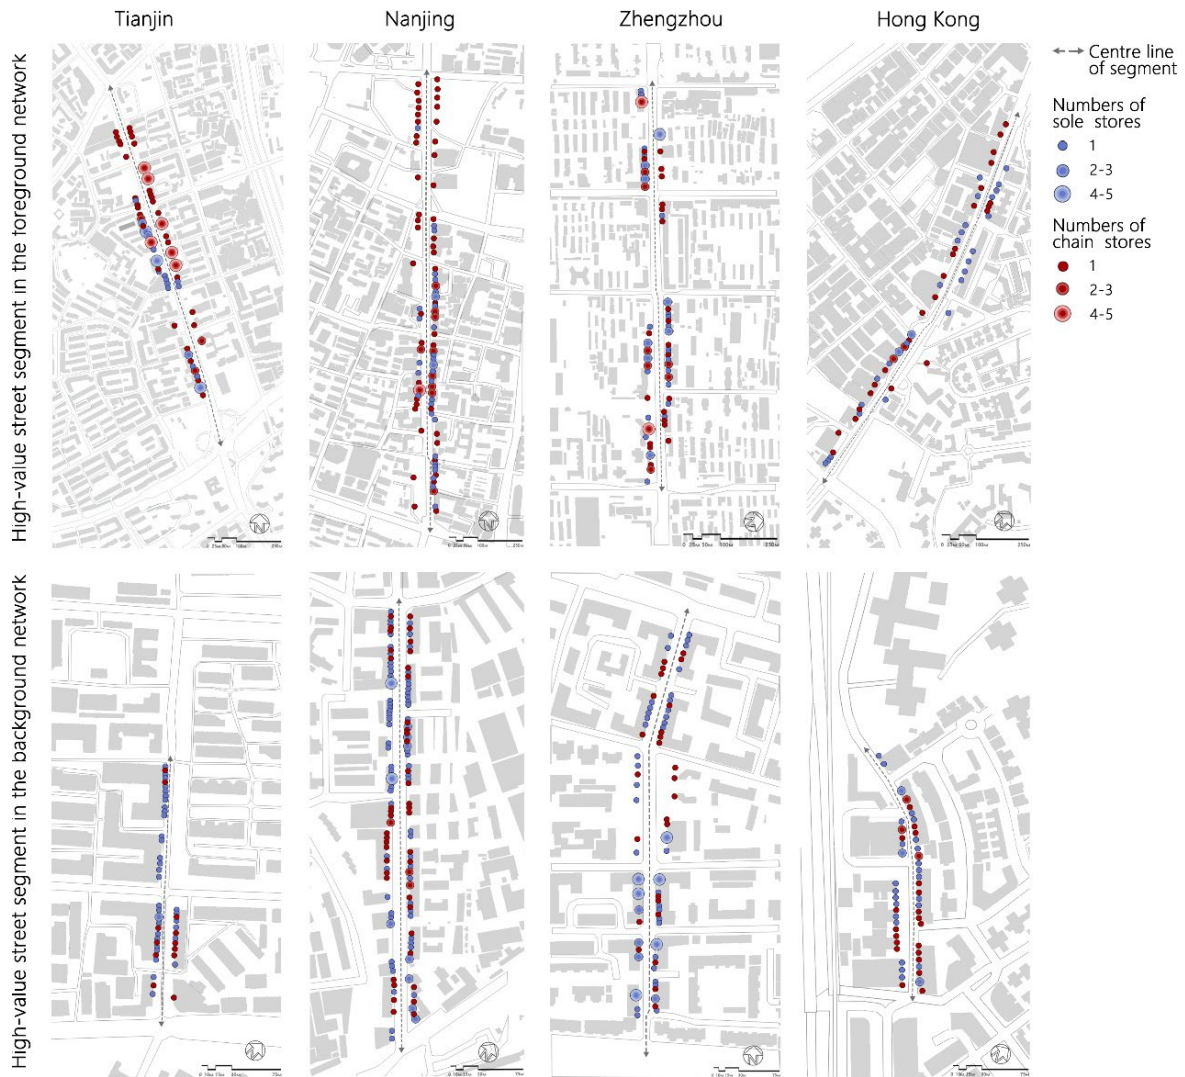 Tianjin
Nanjing
Zhengzhou
Hong Kong
High-value street segment in the foreground network
High-value street segment in the background network
Centre line
of segment
Numbers of
sole stores
1
2-3
4-5
Numbers of
chain stores
1
2-3
4-5